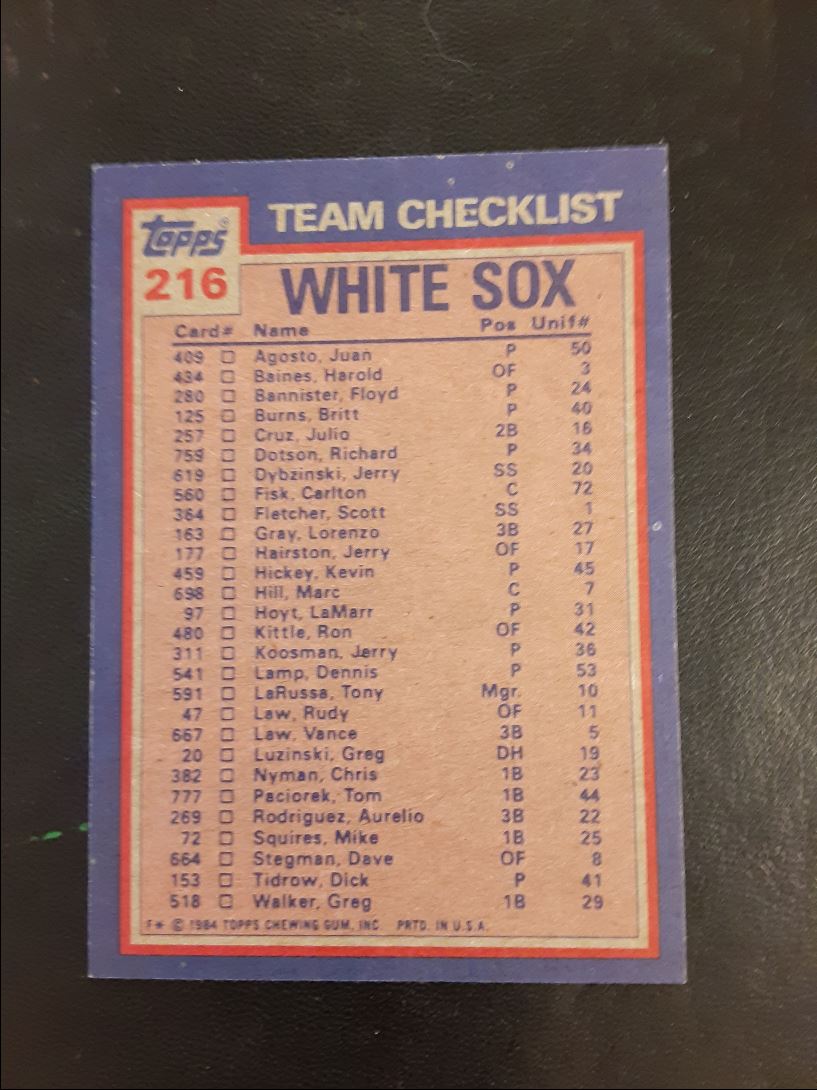 TEAM CHECKLIST
Topps®
216
WHITE SOX
Card# Name Pos Unif#
409 Agosto, Juan P 50
434 Baines, Harold OF 3
280 Bannister, Floyd P 24
125 Burns, Britt P 40
257 Cruz, Julio 2B 16
759 Dotson, Richard P 34
619 Dybzinski, Jerry SS 20
560 Fisk, Carlton C 72
364 Fletcher, Scott SS 1
163 Gray, Lorenzo 3B 27
177 Hairston, Jerry OF 17
459 Hickey, Kevin P 45
698 Hill, Marc C 7
97 Hoyt, LaMarr P 31
480 Kittle, Ron OF 42
311 Koosman, Jerry P 36
541 Lamp, Dennis P 53
591 LaRussa, Tony Mgr. 10
47 Law, Rudy OF 11
667 Law, Vance 3B 5
20 Luzinski, Greg DH 19
382 Nyman, Chris 1B 23
777 Paciorek, Tom 1B 44
269 Rodriguez, Aurelio 3B 22
72 Squires, Mike 1B 25
664 Stegman, Dave OF 8
153 Tidrow, Dick P 41
518 Walker, Greg 1B 29
F* © 1984 TOPPS CHEWING GUM, INC. PRTD. IN U.S.A.